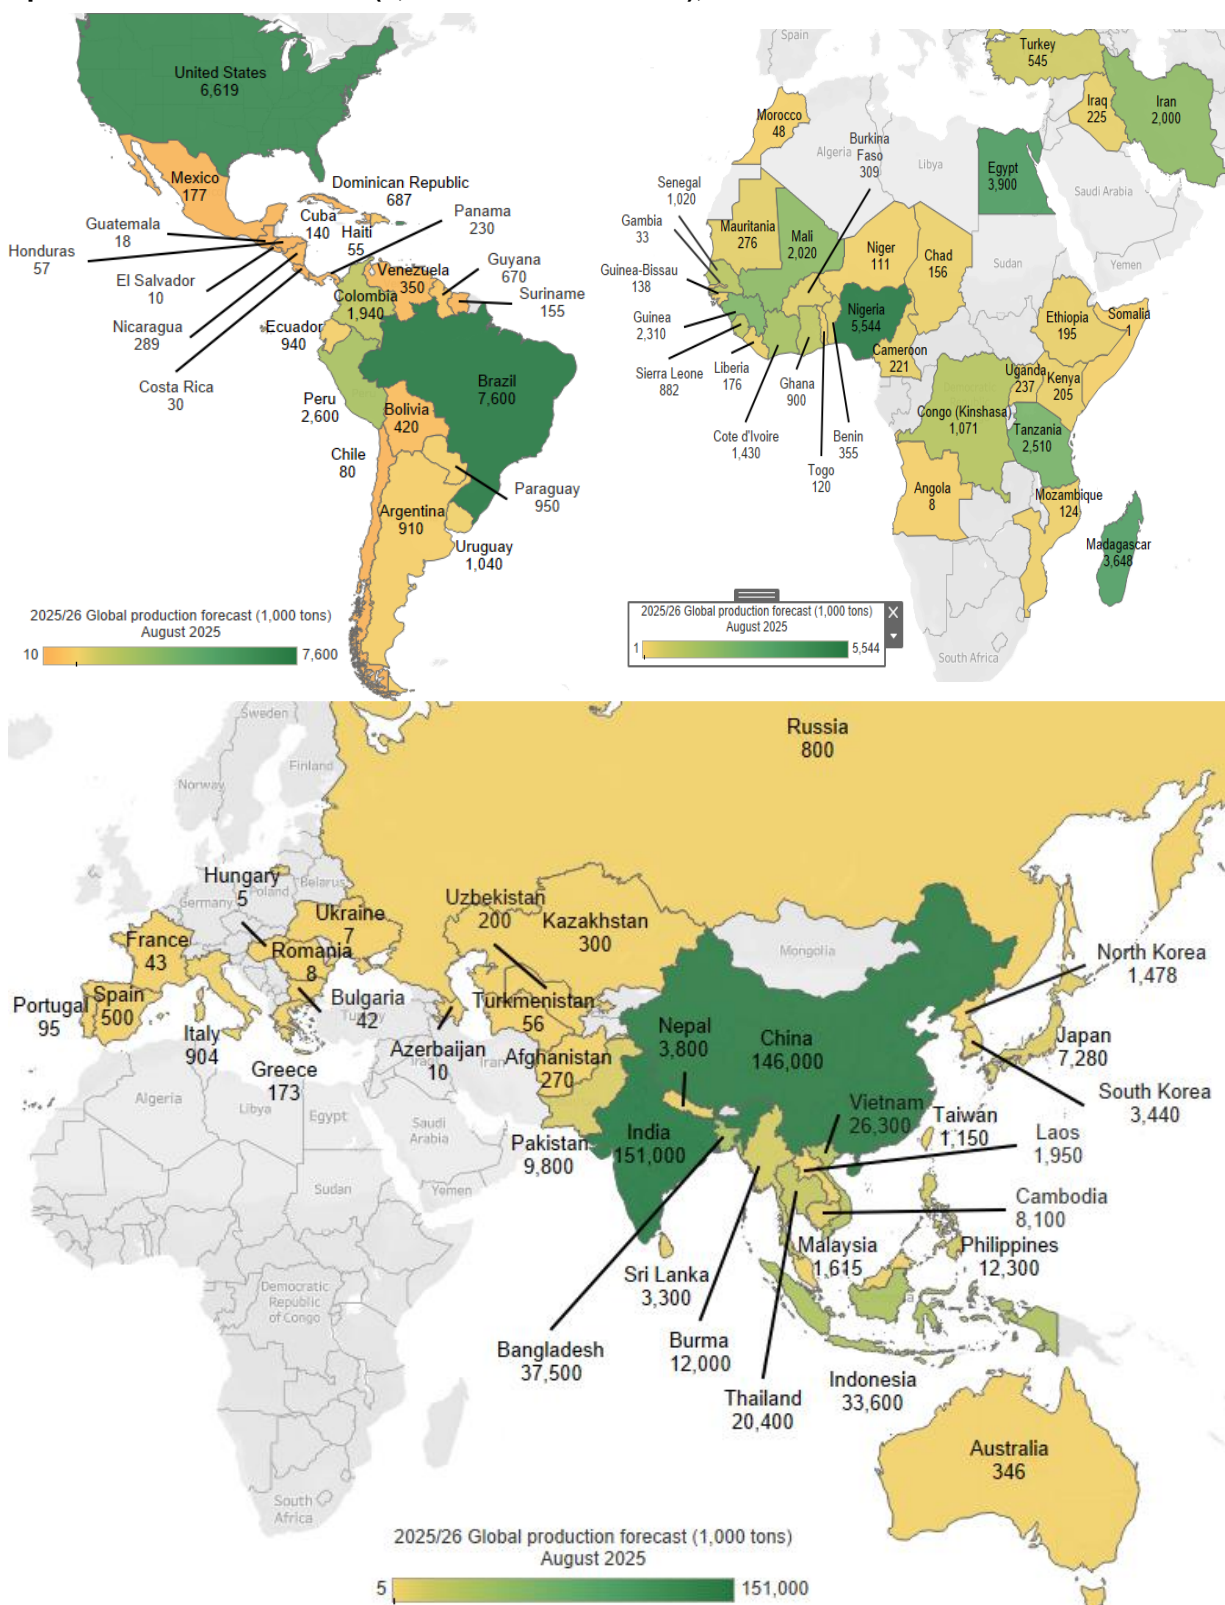 United States
6,619
Mexico
177
Dominican Republic
687
Cuba
140
Haiti
55
Panama
230
Guatemala
18
Honduras
57
El Salvador
10
Nicaragua
289
Costa Rica
30
Venezuela
350
Guyana
670
Suriname
155
Colombia
1,940
Ecuador
940
Brazil
7,600
Peru
2,600
Bolivia
420
Chile
80
Paraguay
950
Argentina
910
Uruguay
1,040
2025/26 Global production forecast (1,000 tons)
August 2025
10 7,600
Spain
Turkey
545
Iraq
225
Iran
2,000
Morocco
48
Algeria
Burkina
Faso
309
Libya
Egypt
3,900
Saudi Arabia
Senegal
1,020
Gambia
33
Mauritania
276
Mali
2,020
Niger
111
Chad
156
Sudan
Yemen
Guinea-Bissau
138
Guinea
2,310
Sierra Leone
882
Liberia
176
Cote d'Ivoire
1,430
Ghana
900
Togo
120
Benin
355
Nigeria
5,544
Cameroon
221
Ethiopia
195
Somalia
1
Uganda
237
Kenya
205
Congo (Kinshasa)
1,071
Tanzania
2,510
Angola
8
Mozambique
124
Madagascar
3,648
South Africa
2025/26 Global production forecast (1,000 tons)
August 2025
1 5,544
Russia
800
Sweden
Finland
Norway
Hungary
5
Poland
Belarus
Germany
Ukraine
7
France
43
Romania
8
Portugal
95
Spain
500
Italy
904
Bulgaria
42
Greece
173
Azerbaijan
10
Uzbekistan
200
Kazakhstan
300
Turkmenistan
56
Afghanistan
270
Iraq
Iran
Mongolia
North Korea
1,478
Nepal
3,800
China
146,000
Japan
7,280
South Korea
3,440
Algeria
Libya
Egypt
Saudi
Arabia
Pakistan
9,800
India
151,000
Vietnam
26,300
Taiwan
1,150
Laos
1,950
Sudan
Yemen
Cambodia
8,100
Malaysia
1,615
Philippines
12,300
Sri Lanka
3,300
Democratic
Republic
of Congo
Bangladesh
37,500
Burma
12,000
Thailand
20,400
Indonesia
33,600
Australia
346
South
Africa
2025/26 Global production forecast (1,000 tons)
August 2025
5 151,000